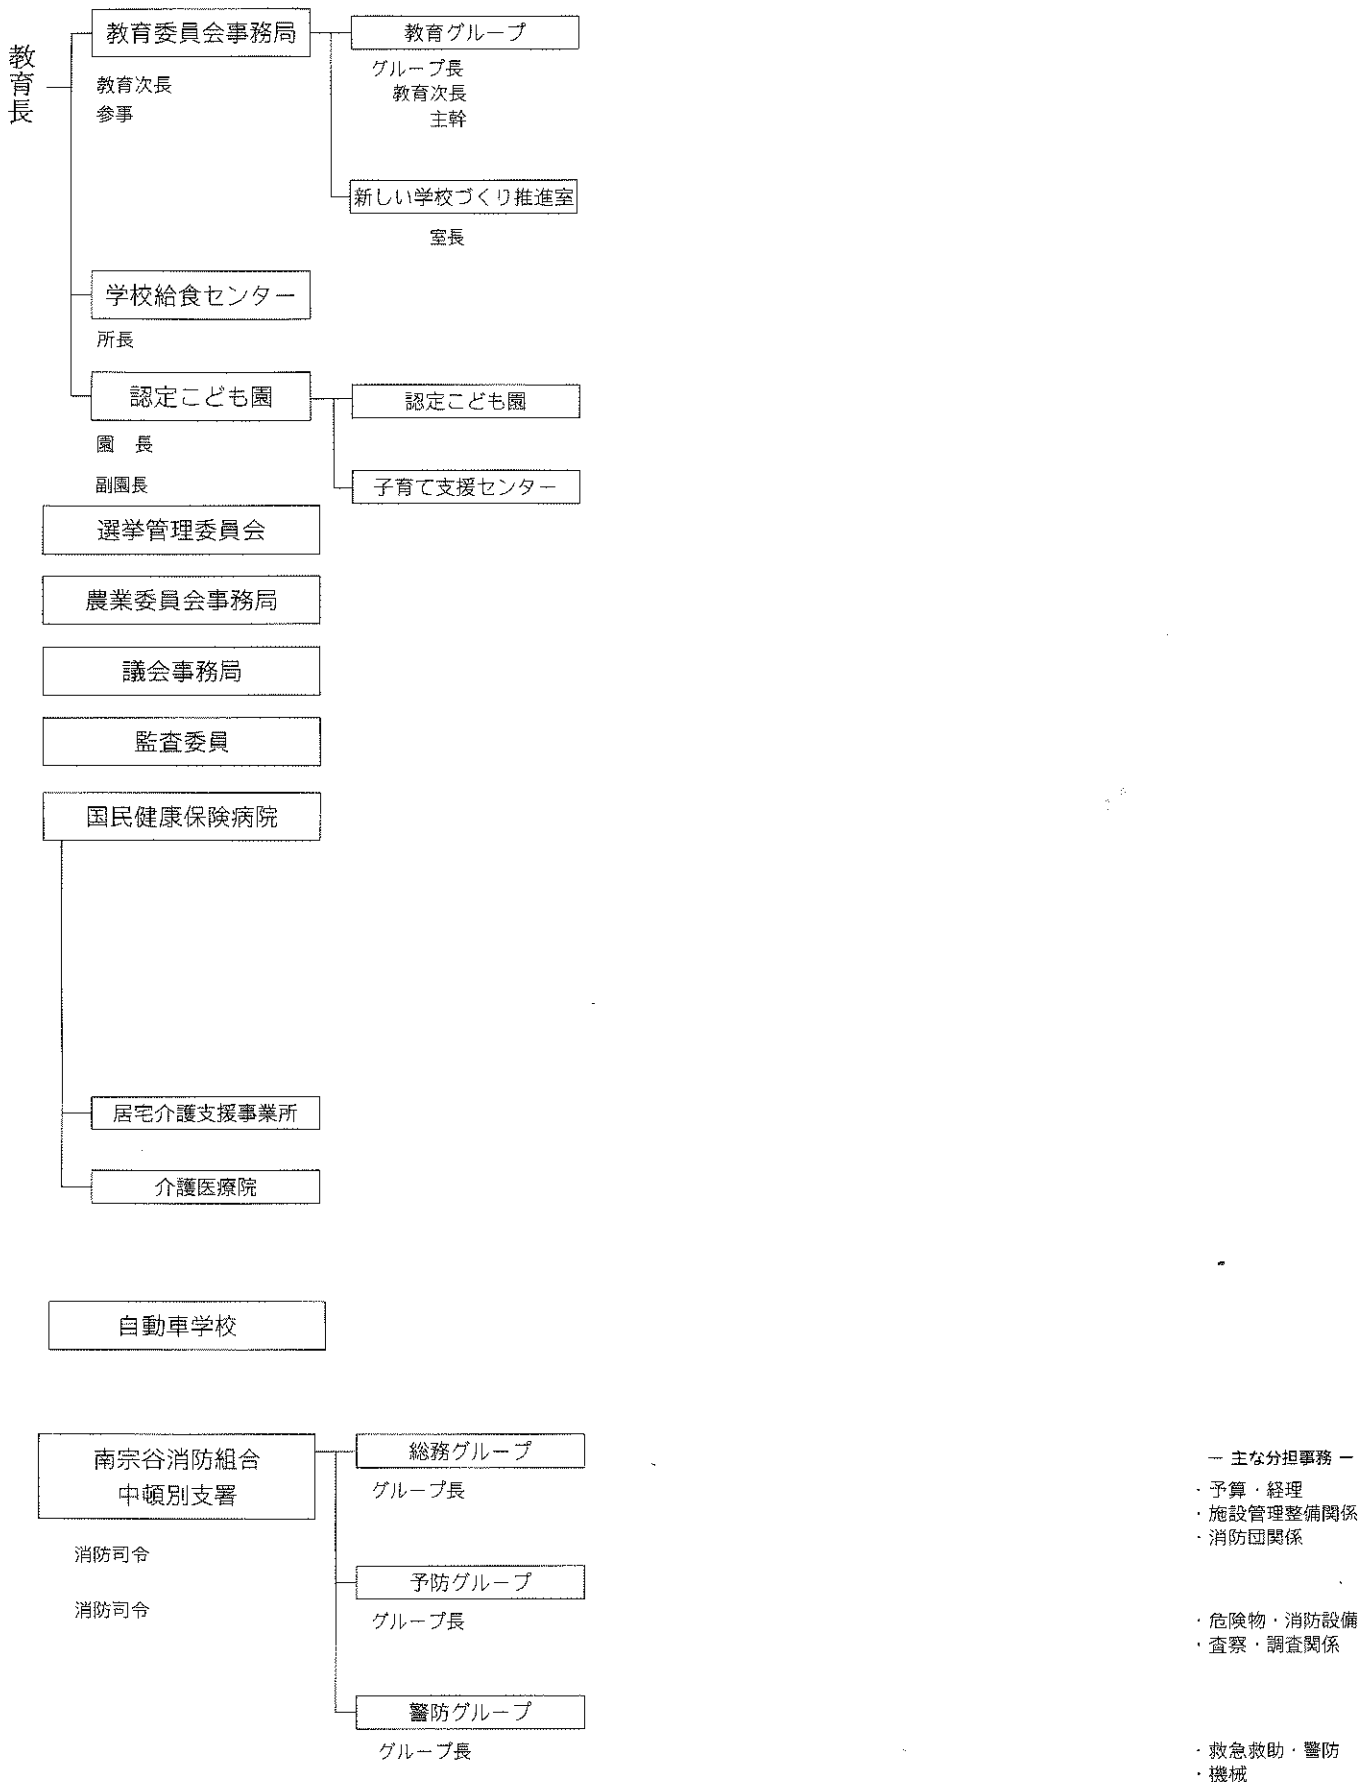 教育長
教育委員会事務局
教育次長
参事
教育グループ
グループ長
教育次長
主幹
新しい学校づくり推進室
室長
学校給食センター
所長
認定こども園
園　長
副園長
認定こども園
子育て支援センター
選挙管理委員会
農業委員会事務局
議会事務局
監査委員
国民健康保険病院
居宅介護支援事業所
介護医療院
自動車学校
南宗谷消防組合
中頓別支署
消防司令
消防司令
総務グループ
グループ長
― 主な分担事務 ―
・予算・経理
・施設管理整備関係
・消防団関係
予防グループ
グループ長
・危険物・消防設備
・査察・調査関係
警防グループ
グループ長
・救急救助・警防
・機械